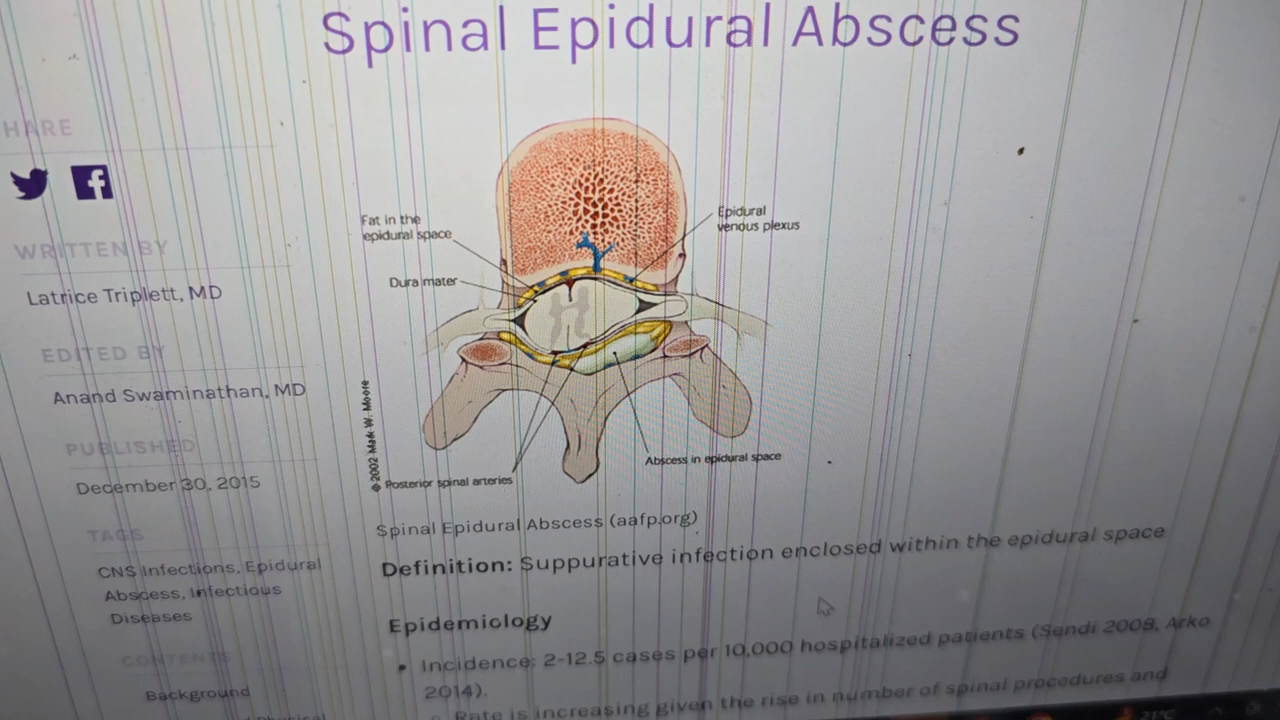 Spinal Epidural Abscess
HARE
WRITTEN BY
Latrice Triplett, MD
EDITED BY
Anand Swaminathan, MD
PUBLISHED
December 30, 2015
TAGS
CNS Infections, Epidural
Abscess, Infectious
Diseases
CONTENTS
Background
Fat in the
epidural space
Dura mater
Epidural
venous plexus
© 2002 Mark W. Moore
Posterior spinal arteries
Abscess in epidural space
Spinal Epidural Abscess (aafp.org)
Definition: Suppurative infection enclosed within the epidural space
Epidemiology
• Incidence: 2-12.5 cases per 10,000 hospitalized patients (Sendi 2008, Arko
2014).
Rate is increasing given the rise in number of spinal procedures and
21°C